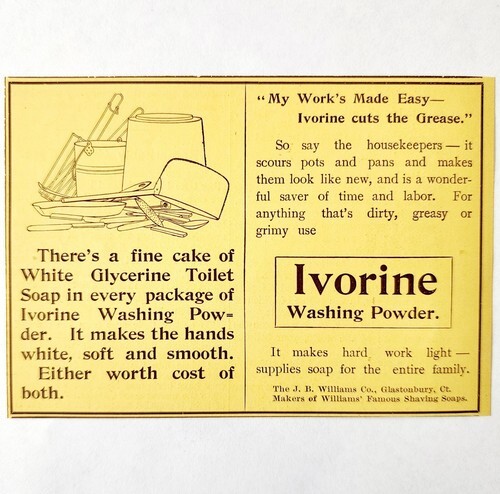 There's a fine cake of
White Glycerine Toilet
Soap in every package of
Ivorine Washing Pow=
der. It makes the hands
white, soft and smooth.
Either worth cost of
both.
"My Work's Made Easy—
Ivorine cuts the Grease."
So say the housekeepers — it
scours pots and pans and makes
them look like new, and is a wonder-
ful saver of time and labor. For
anything that's dirty, greasy or
grimy use
Ivorine
Washing Powder.
It makes hard work light —
supplies soap for the entire family.
The J. B. Williams Co., Glastonbury, Ct.
Makers of Williams' Famous Shaving Soaps.